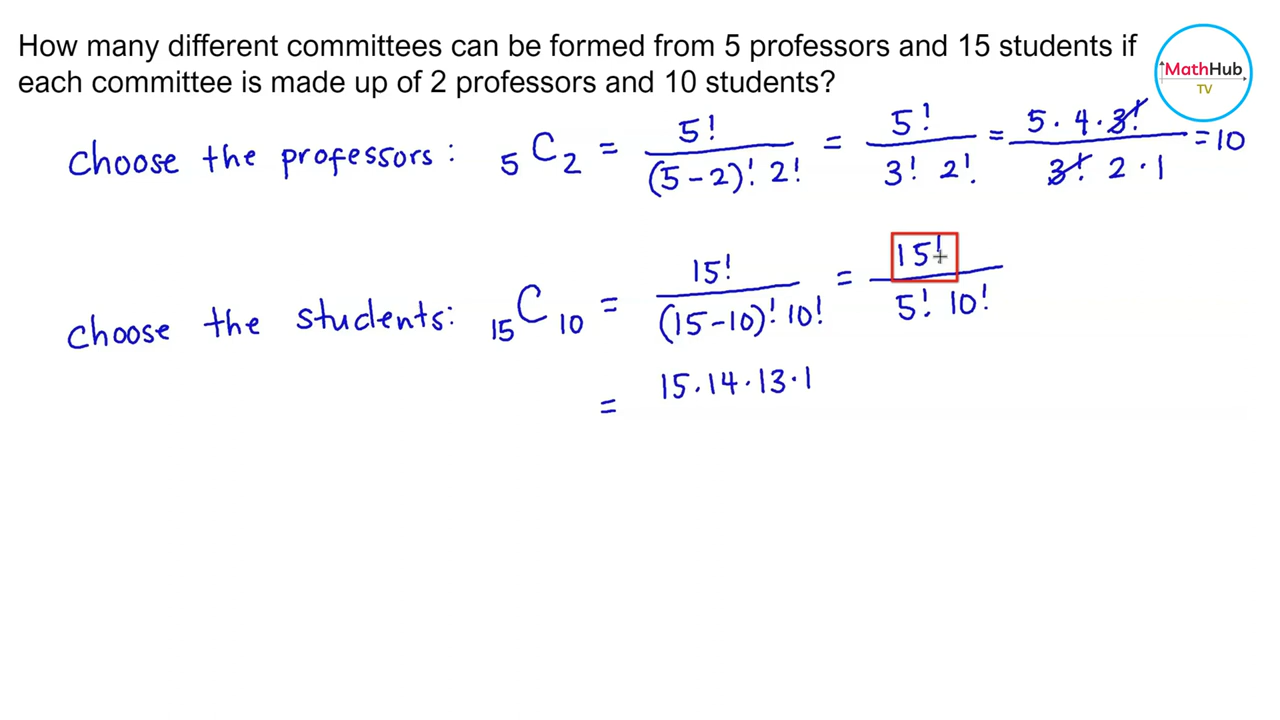 How many different committees can be formed from 5 professors and 15 students if
each committee is made up of 2 professors and 10 students?
MathHub
TV
Choose the professors: ₅C₂ = 5! / (5-2)! 2! = 5! / 3! 2! = 5·4·3! / 3! 2·1 = 10
Choose the students: ₁₅C₁₀ = 15! / (15-10)! 10! = 15! / 5! 10!
= 15·14·13·1